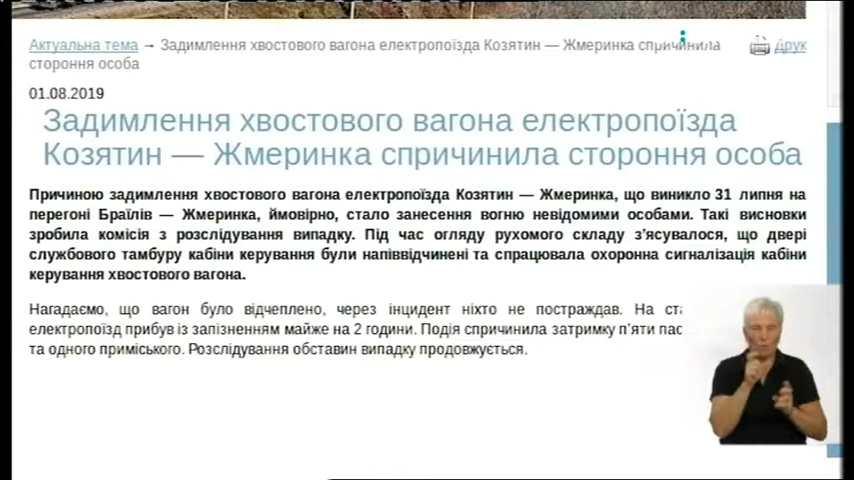 Актуальна тема → Задимлення хвостового вагона електропоїзда Козятин — Жмеринка спричинила
Друк
стороння особа
01.08.2019
Задимлення хвостового вагона електропоїзда
Козятин — Жмеринка спричинила стороння особа
Причиною задимлення хвостового вагона електропоїзда Козятин — Жмеринка, що виникло 31 липня на
перегоні Браїлів — Жмеринка, ймовірно, стало занесення вогню невідомими особами. Такі висновки
зробила комісія з розслідування випадку. Під час огляду рухомого складу з'ясувалося, що двері
службового тамбуру кабіни керування були напіввідчинені та спрацювала охоронна сигналізація кабіни
керування хвостового вагона.
Нагадаємо, що вагон було відчеплено, через інцидент ніхто не постраждав. На
електропоїзд прибув із запізненням майже на 2 години. Подія спричинила затримку п'яти
та одного приміського. Розслідування обставин випадку продовжується.